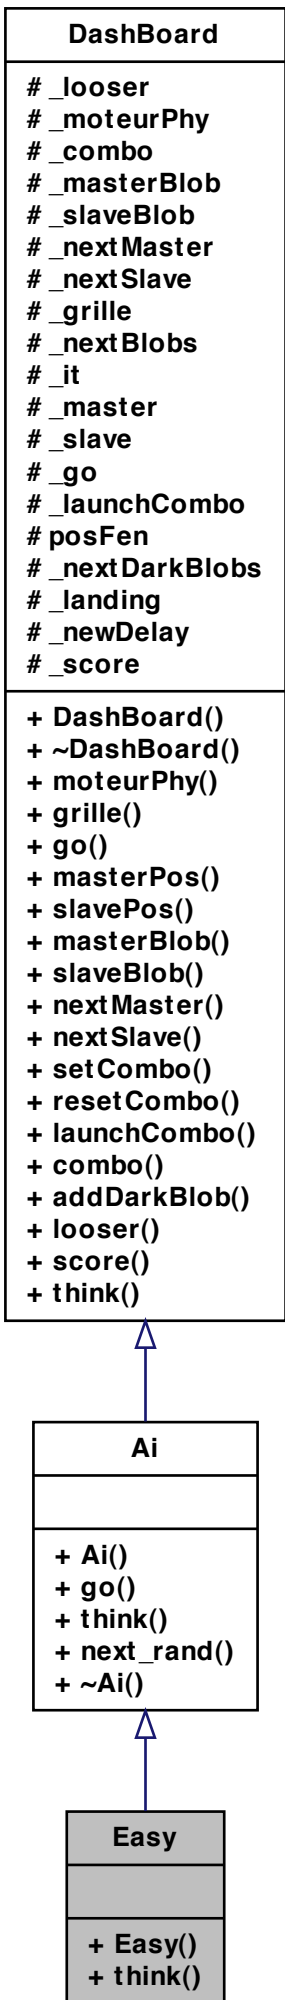 DashBoard
# _looser
# _moteurPhy
# _combo
# _masterBlob
# _slaveBlob
# _nextMaster
# _nextSlave
# _grille
# _nextBlobs
# _it
# _master
# _slave
# _go
# _launchCombo
# posFen
# _nextDarkBlobs
# _landing
# _newDelay
# _score
+ DashBoard()
+ ~DashBoard()
+ moteurPhy()
+ grille()
+ go()
+ masterPos()
+ slavePos()
+ masterBlob()
+ slaveBlob()
+ nextMaster()
+ nextSlave()
+ setCombo()
+ resetCombo()
+ launchCombo()
+ combo()
+ addDarkBlob()
+ looser()
+ score()
+ think()
Ai
+ Ai()
+ go()
+ think()
+ next_rand()
+ ~Ai()
Easy
+ Easy()
+ think()